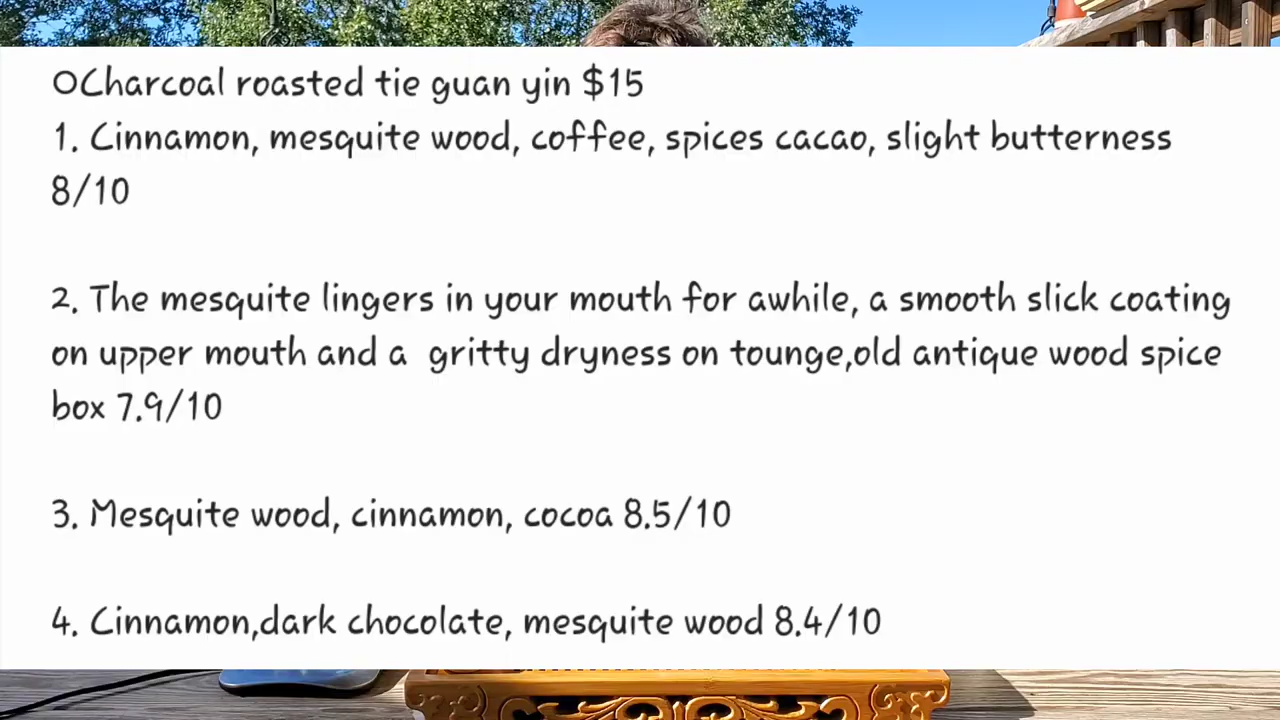 OCharcoal roasted tie guan yin $15
1. Cinnamon, mesquite wood, coffee, spices cacao, slight butterness
8/10
2. The mesquite lingers in your mouth for awhile, a smooth slick coating
on upper mouth and a  gritty dryness on tounge,old antique wood spice
box 7.9/10
3. Mesquite wood, cinnamon, cocoa 8.5/10
4. Cinnamon,dark chocolate, mesquite wood 8.4/10